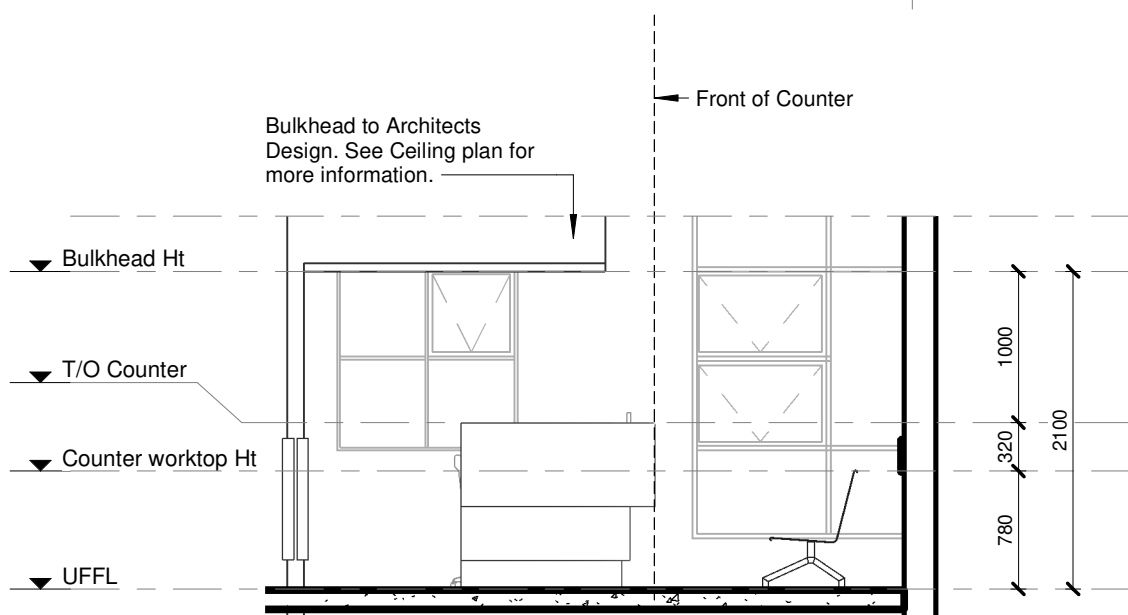 Front of Counter
Bulkhead to Architects
Design. See Ceiling plan for
more information.
Bulkhead Ht
T/O Counter
Counter worktop Ht
UFFL
1000
320
780
2100